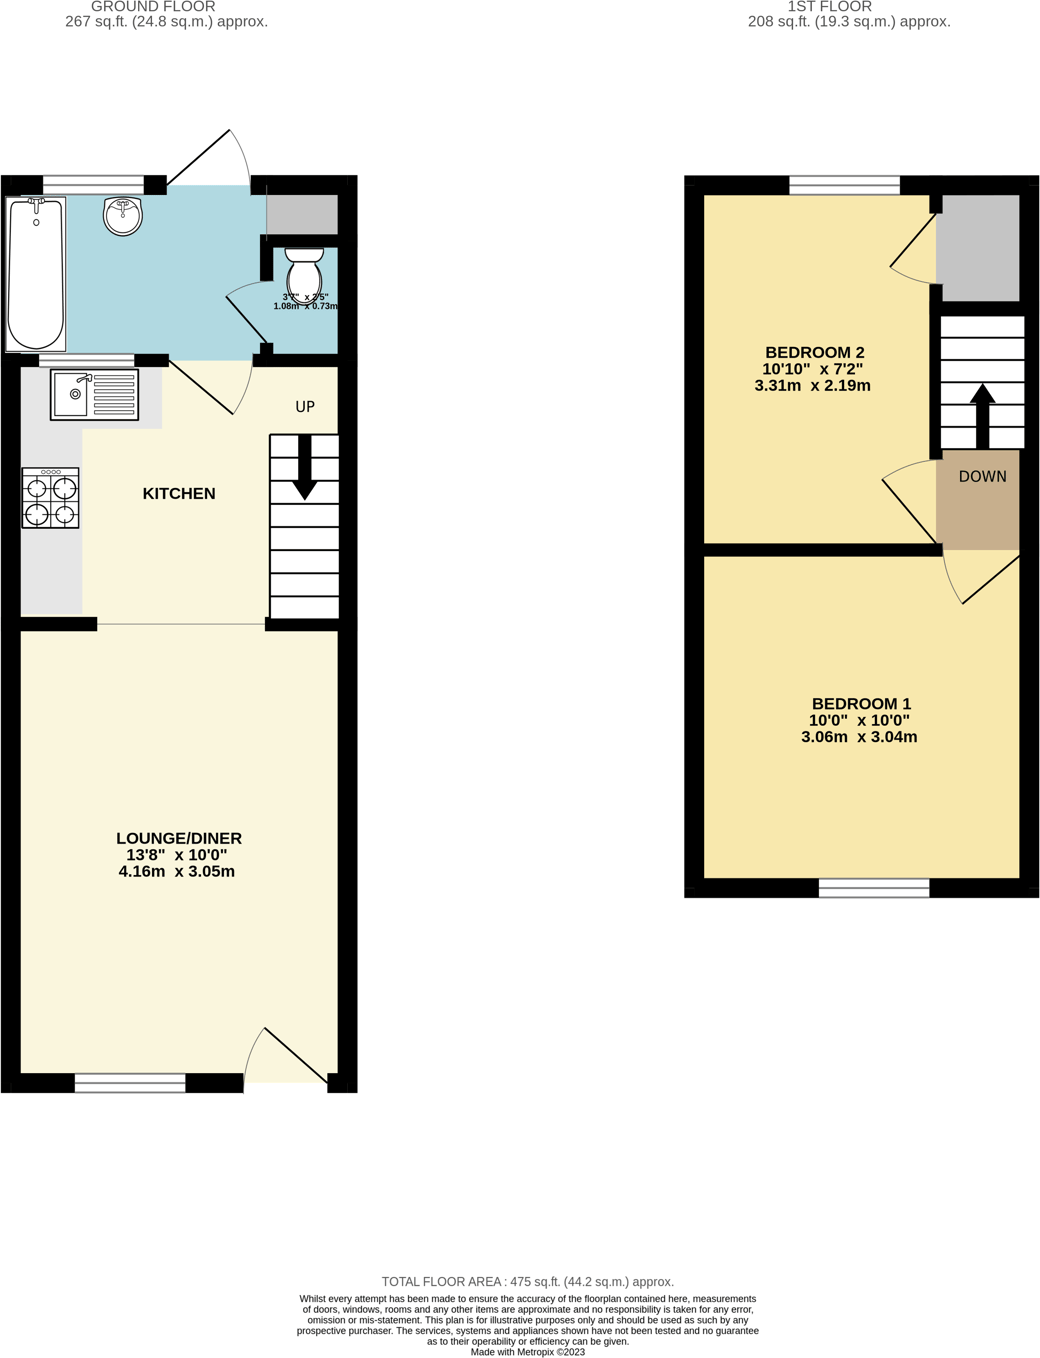 GROUND FLOOR
267 sq.ft. (24.8 sq.m.) approx.
1ST FLOOR
208 sq.ft. (19.3 sq.m.) approx.
3'7" x 2'5"
1.08m x 0.73m
UP
KITCHEN
LOUNGE/DINER
13'8" x 10'0"
4.16m x 3.05m
BEDROOM 2
10'10" x 7'2"
3.31m x 2.19m
DOWN
BEDROOM 1
10'0" x 10'0"
3.06m x 3.04m
TOTAL FLOOR AREA : 475 sq.ft. (44.2 sq.m.) approx.
Whilst every attempt has been made to ensure the accuracy of the floorplan contained here, measurements
of doors, windows, rooms and any other items are approximate and no responsibility is taken for any error,
omission or mis-statement. This plan is for illustrative purposes only and should be used as such by any
prospective purchaser. The services, systems and appliances shown have not been tested and no guarantee
as to their operability or efficiency can be given.
Made with Metropix ©2023